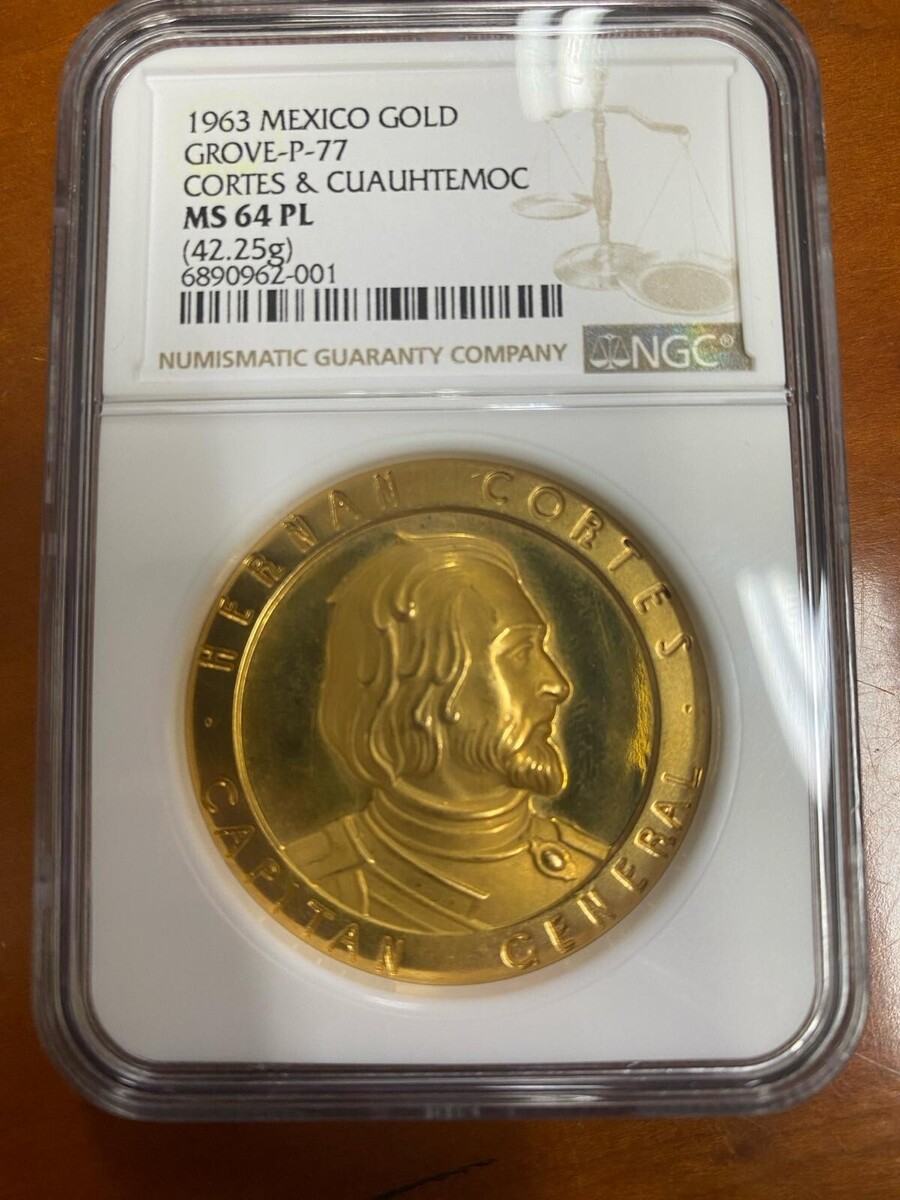 1963 MEXICO GOLD
GROVE-P-77
CORTES & CUAUHTEMOC
MS 64 PL
(42.25g)
6890962-001
NUMISMATIC GUARANTY COMPANY
NGC®
· HERNAN CORTES ·
CAPITAN GENERAL